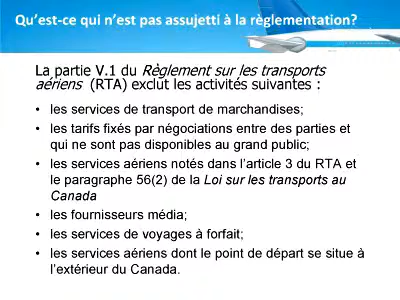 Qu'est-ce qui n'est pas assujetti à la règlementation?
La partie V.1 du Règlement sur les transports
aériens (RTA) exclut les activités suivantes :
• les services de transport de marchandises;
• les tarifs fixés par négociations entre des parties et
qui ne sont pas disponibles au grand public;
• les services aériens notés dans l'article 3 du RTA et
le paragraphe 56(2) de la Loi sur les transports au
Canada
• les fournisseurs média;
• les services de voyages à forfait;
• les services aériens dont le point de départ se situe à
l'extérieur du Canada.